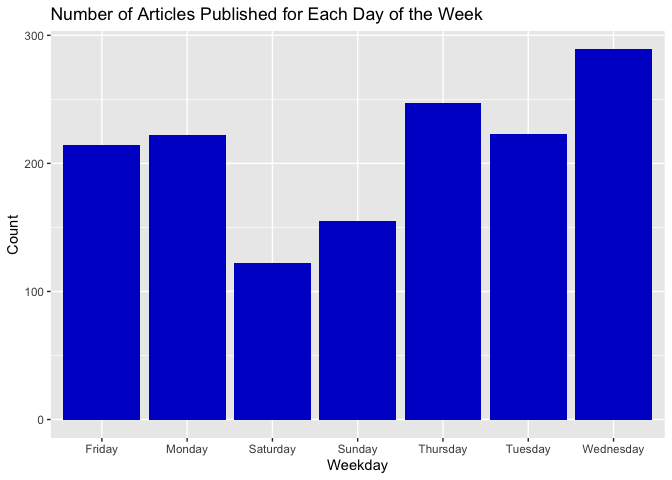 Number of Articles Published for Each Day of the Week
Count
300
200
100
0
Friday Monday Saturday Sunday Thursday Tuesday Wednesday
Weekday